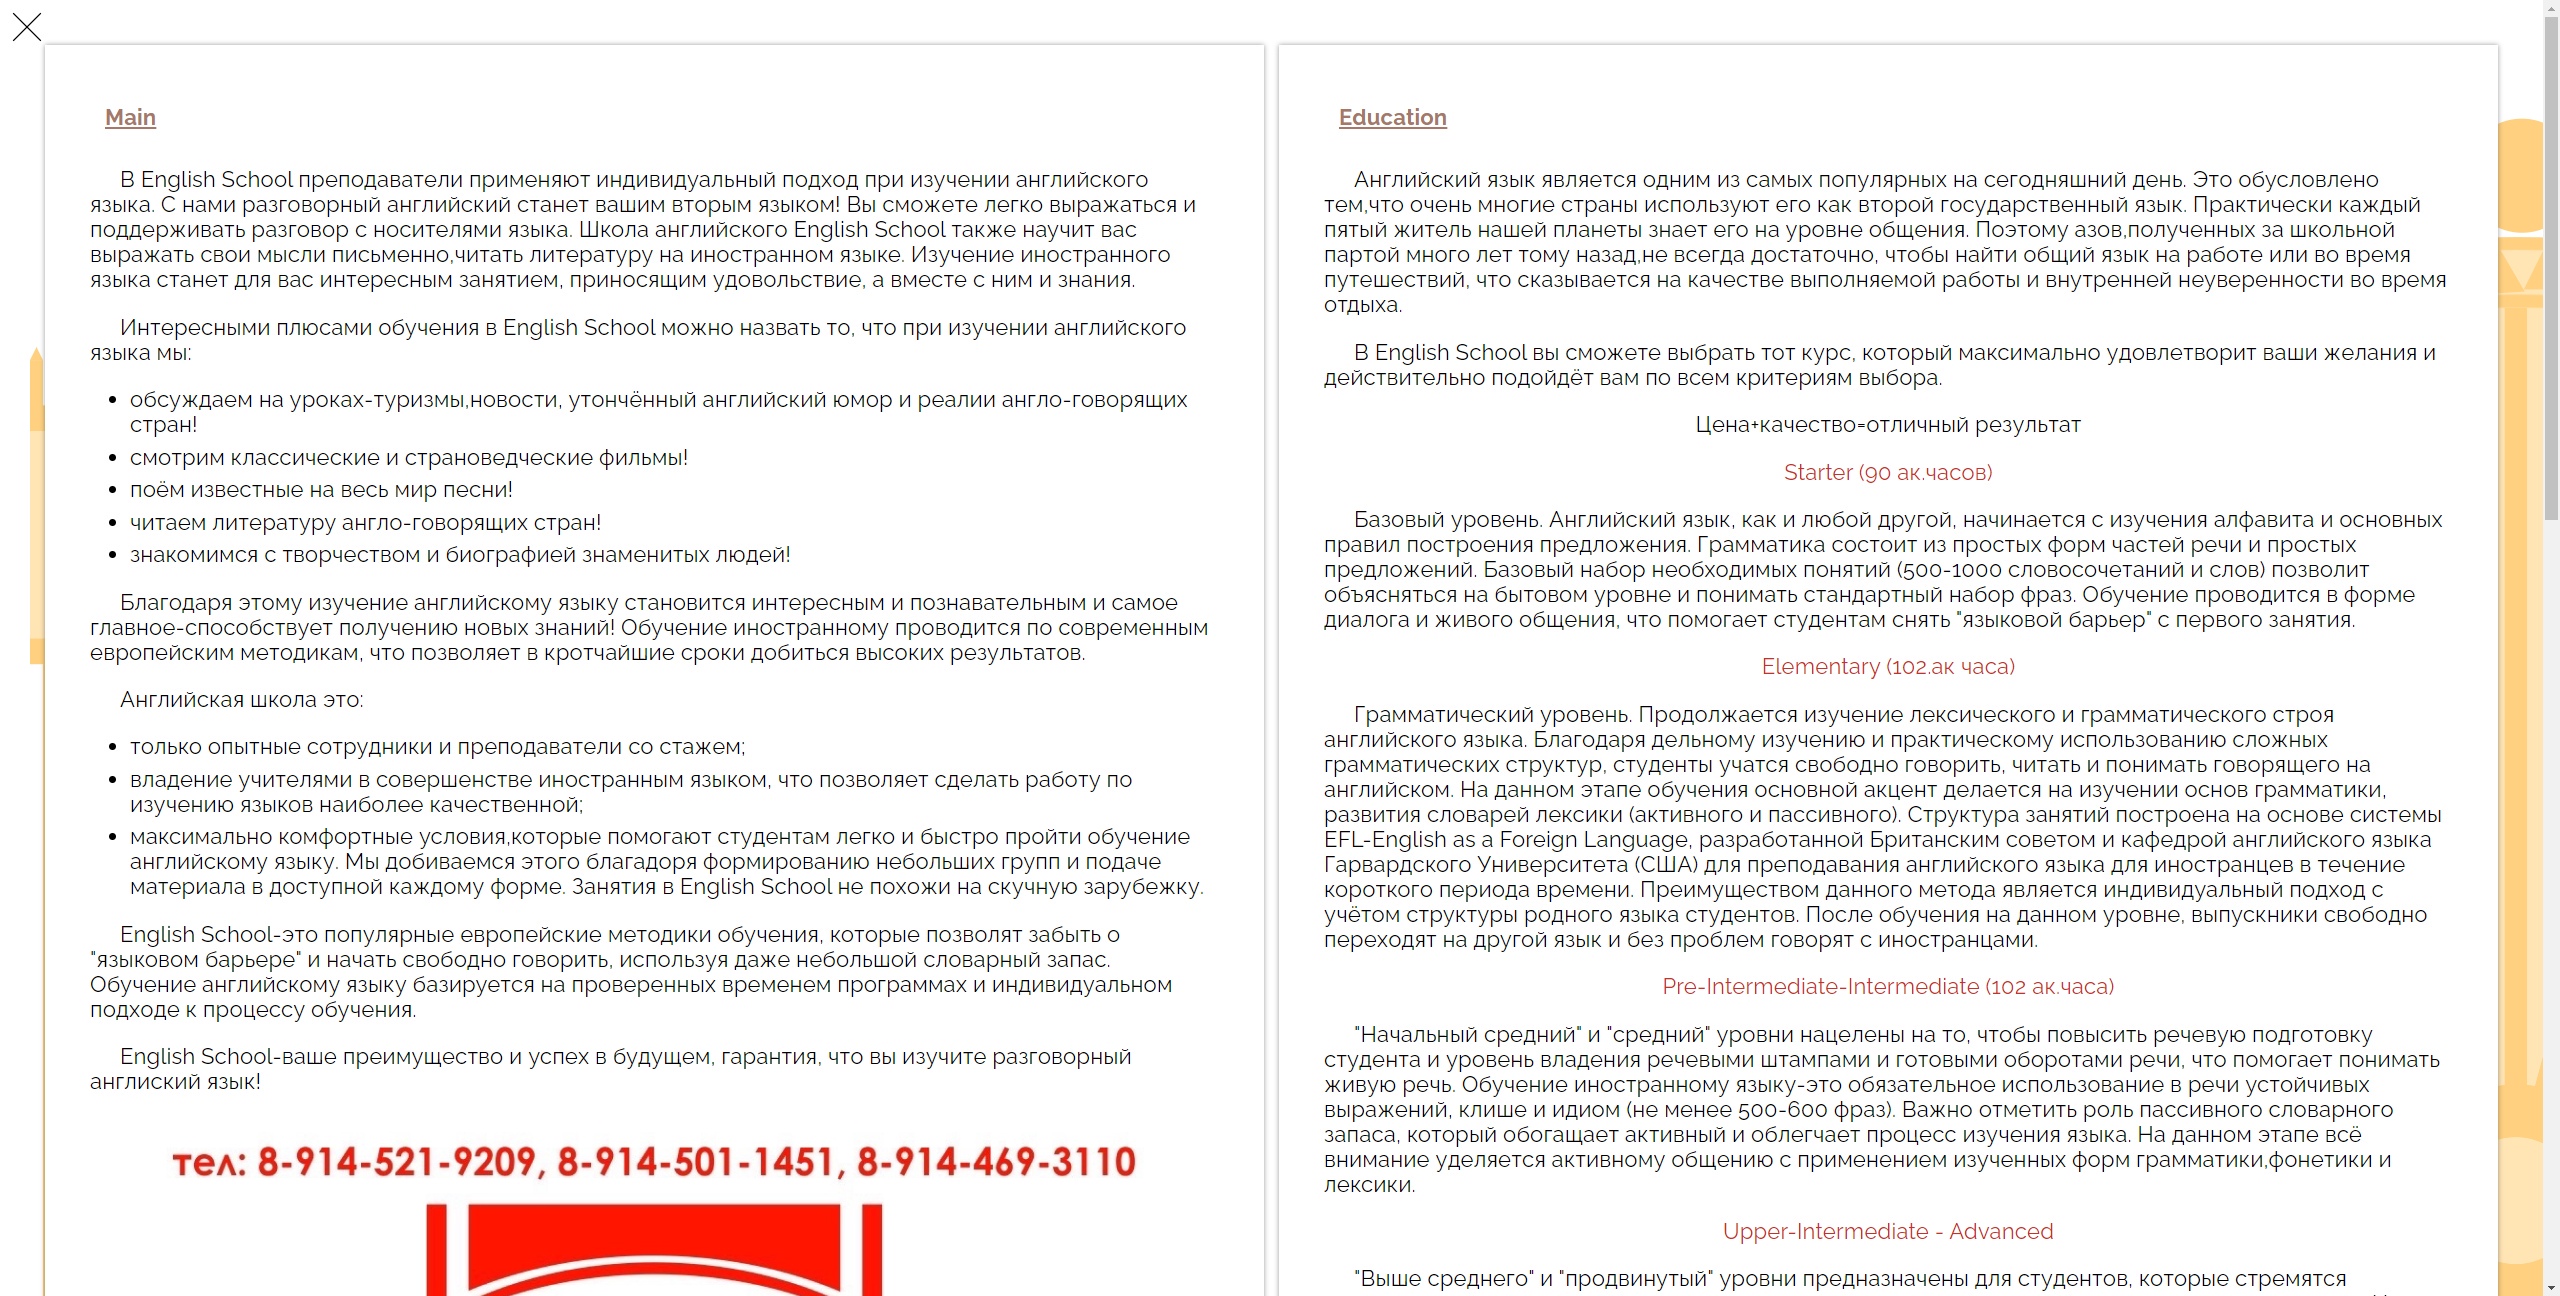 Main
В English School преподаватели применяют индивидуальный подход при изучении английского
языка. С нами разговорный английский станет вашим вторым языком! Вы сможете легко выражаться и
поддерживать разговор с носителями языка. Школа английского English School также научит вас
выражать свои мысли письменно,читать литературу на иностранном языке. Изучение иностранного
языка станет для вас интересным занятием, приносящим удовольствие, а вместе с ним и знания.
Интересными плюсами обучения в English School можно назвать то, что при изучении английского
языка мы:
• обсуждаем на уроках-туризмы,новости, утончённый английский юмор и реалии англо-говорящих
стран!
• смотрим классические и страноведческие фильмы!
• поём известные на весь мир песни!
• читаем литературу англо-говорящих стран!
• знакомимся с творчеством и биографией знаменитых людей!
Благодаря этому изучение английскому языку становится интересным и познавательным и самое
главное-способствует получению новых знаний! Обучение иностранному проводится по современным
европейским методикам, что позволяет в кротчайшие сроки добиться высоких результатов.
Английская школа это:
• только опытные сотрудники и преподаватели со стажем;
• владение учителями в совершенстве иностранным языком, что позволяет сделать работу по
изучению языков наиболее качественной;
• максимально комфортные условия,которые помогают студентам легко и быстро пройти обучение
английскому языку. Мы добиваемся этого благадоря формированию небольших групп и подаче
материала в доступной каждому форме. Занятия в English School не похожи на скучную зарубежку.
English School-это популярные европейские методики обучения, которые позволят забыть о
"языковом барьере" и начать свободно говорить, используя даже небольшой словарный запас.
Обучение английскому языку базируется на проверенных временем программах и индивидуальном
подходе к процессу обучения.
English School-ваше преимущество и успех в будущем, гарантия, что вы изучите разговорный
англиский язык!
тел: 8-914-521-9209, 8-914-501-1451, 8-914-469-3110
Education
Английский язык является одним из самых популярных на сегодняшний день. Это обусловлено
тем,что очень многие страны используют его как второй государственный язык. Практически каждый
пятый житель нашей планеты знает его на уровне общения. Поэтому азов,полученных за школьной
партой много лет тому назад,не всегда достаточно, чтобы найти общий язык на работе или во время
путешествий, что сказывается на качестве выполняемой работы и внутренней неуверенности во время
отдыха.
В English School вы сможете выбрать тот курс, который максимально удовлетворит ваши желания и
действительно подойдёт вам по всем критериям выбора.
Цена+качество=отличный результат
Starter (90 ак.часов)
Базовый уровень. Английский язык, как и любой другой, начинается с изучения алфавита и основных
правил построения предложения. Грамматика состоит из простых форм частей речи и простых
предложений. Базовый набор необходимых понятий (500-1000 словосочетаний и слов) позволит
объясняться на бытовом уровне и понимать стандартный набор фраз. Обучение проводится в форме
диалога и живого общения, что помогает студентам снять "языковой барьер" с первого занятия.
Elementary (102.ак часа)
Грамматический уровень. Продолжается изучение лексического и грамматического строя
английского языка. Благодаря дельному изучению и практическому использованию сложных
грамматических структур, студенты учатся свободно говорить, читать и понимать говорящего на
английском. На данном этапе обучения основной акцент делается на изучении основ грамматики,
развития словарей лексики (активного и пассивного). Структура занятий построена на основе системы
EFL-English as a Foreign Language, разработанной Британским советом и кафедрой английского языка
Гарвардского Университета (США) для преподавания английского языка для иностранцев в течение
короткого периода времени. Преимуществом данного метода является индивидуальный подход с
учётом структуры родного языка студентов. После обучения на данном уровне, выпускники свободно
переходят на другой язык и без проблем говорят с иностранцами.
Pre-Intermediate-Intermediate (102 ак.часа)
"Начальный средний" и "средний" уровни нацелены на то, чтобы повысить речевую подготовку
студента и уровень владения речевыми штампами и готовыми оборотами речи, что помогает понимать
живую речь. Обучение иностранному языку-это обязательное использование в речи устойчивых
выражений, клише и идиом (не менее 500-600 фраз). Важно отметить роль пассивного словарного
запаса, который обогащает активный и облегчает процесс изучения языка. На данном этапе всё
внимание уделяется активному общению с применением изученных форм грамматики,фонетики и
лексики.
Upper-Intermediate - Advanced
"Выше среднего" и "продвинутый" уровни предназначены для студентов, которые стремятся